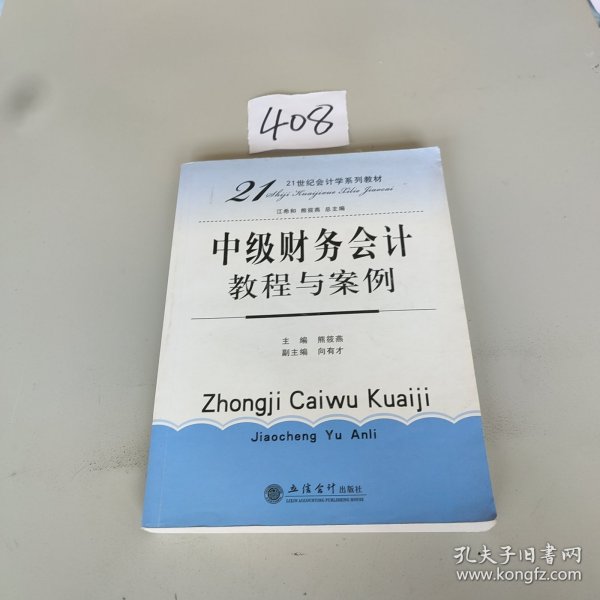 408
21 21世纪会计学系列教材
Shiji Kuaijixue Xilie Jiaocai
江希和 熊筱燕 总主编
中级财务会计
教程与案例
主 编 熊筱燕
副主编 向有才
Zhongji Caiwu Kuaiji
Jiaocheng Yu Anli
立信会计出版社
LIXIN ACCOUNTING PUBLISHING HOUSE
孔夫子旧书网
www.kongfz.com